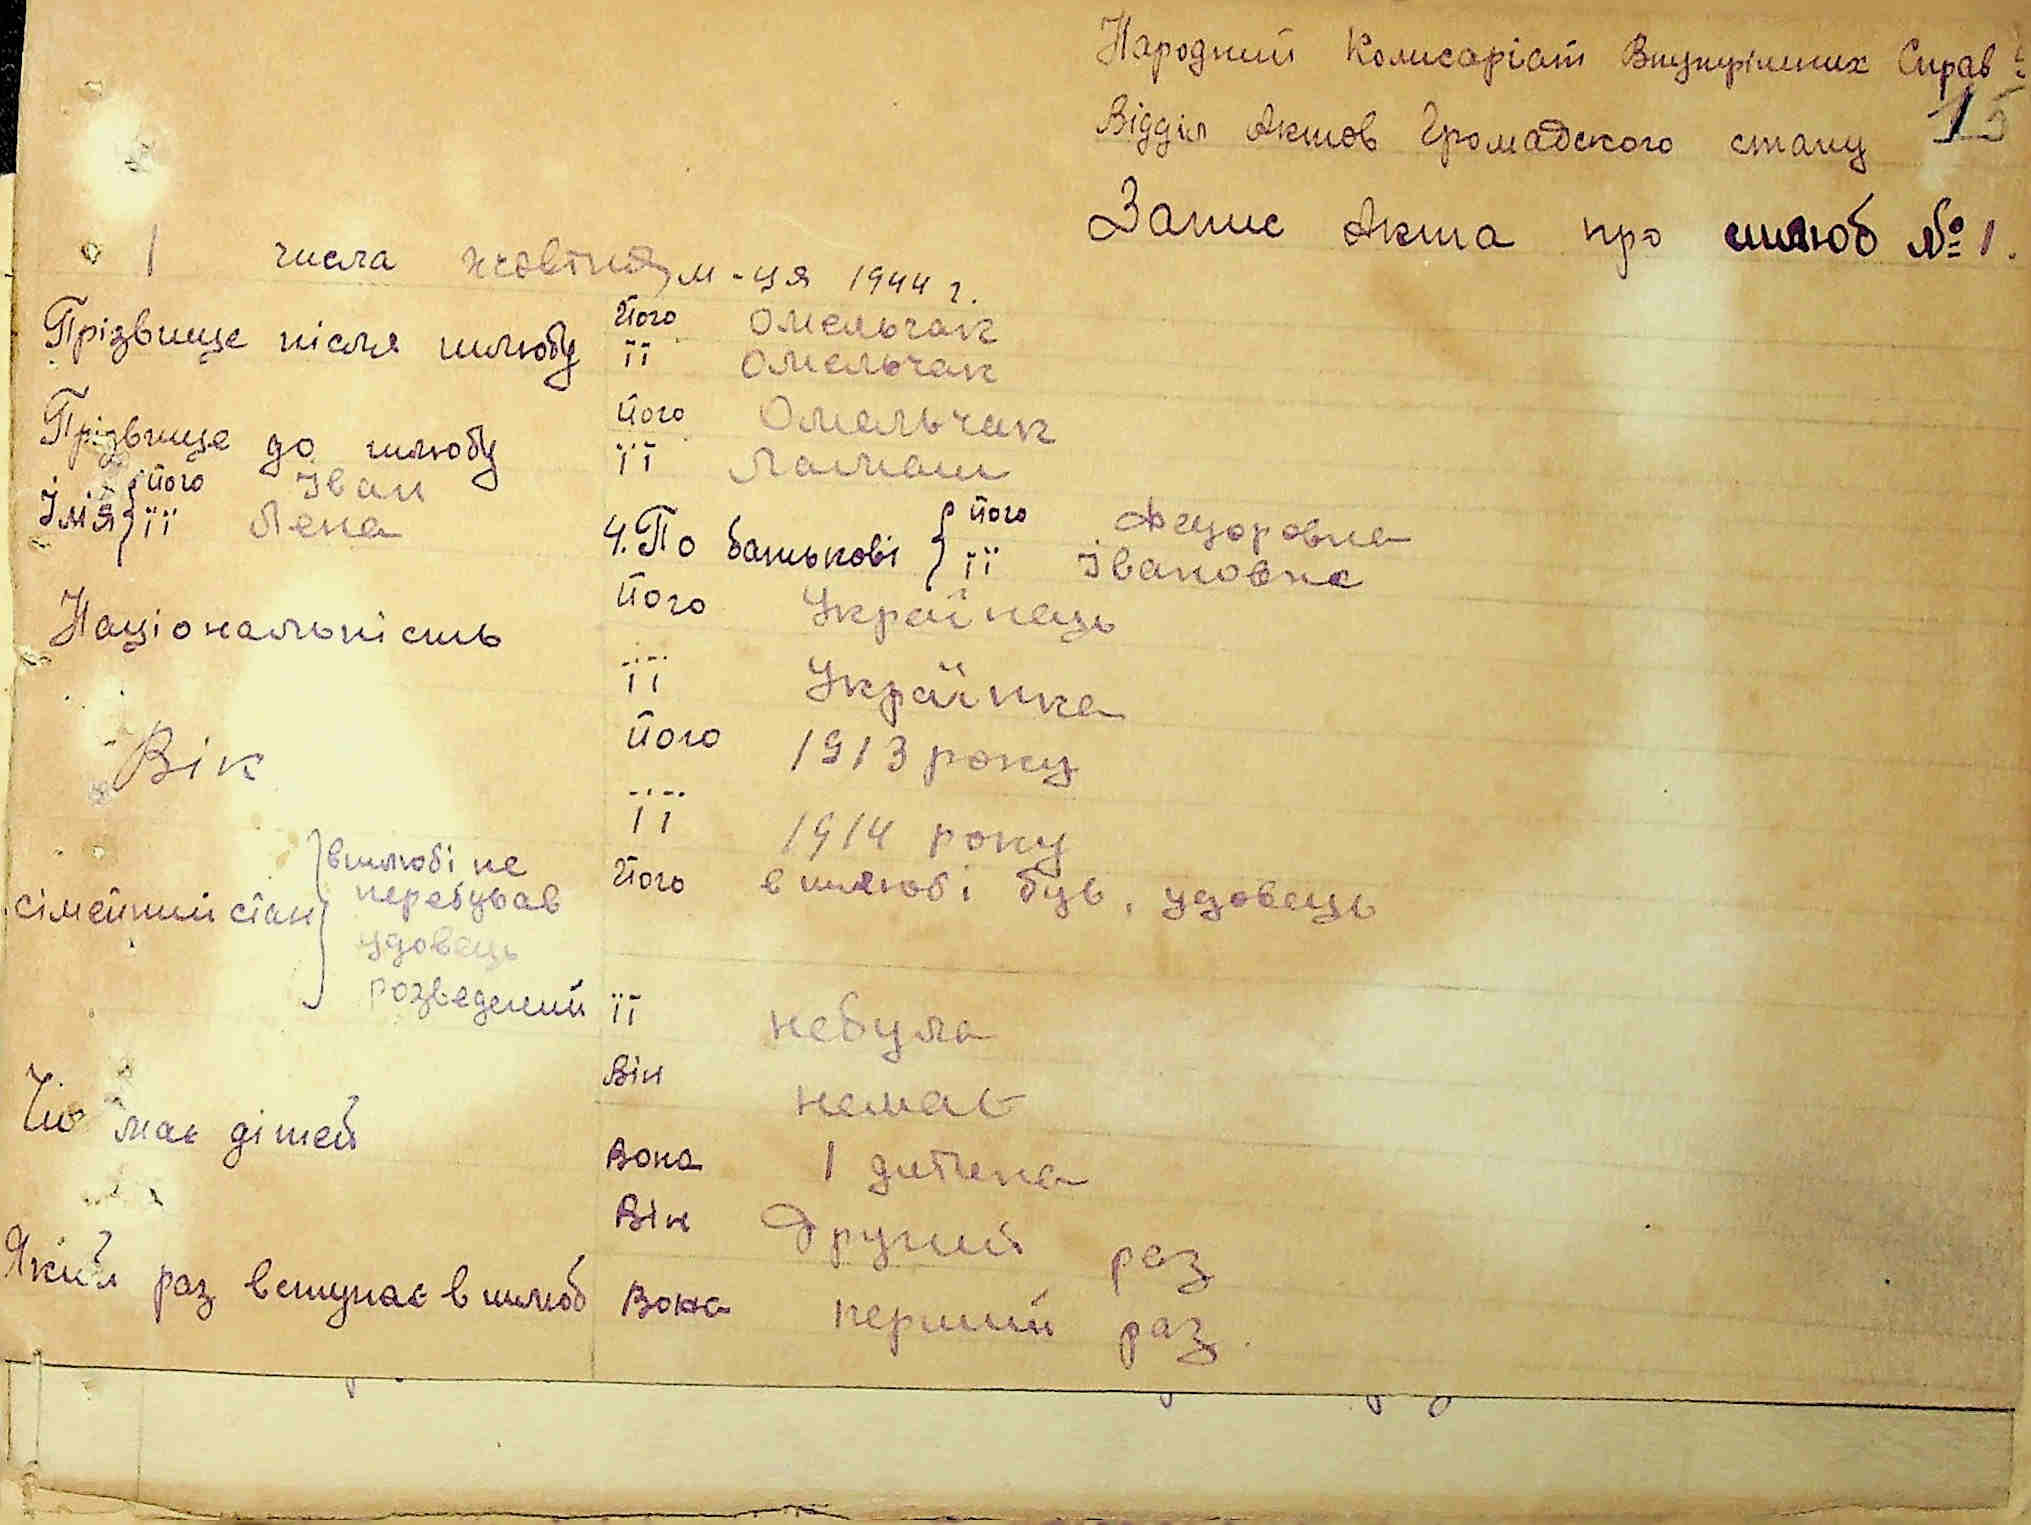 Народний Комисаріат Внутрішних Справ
15
Відділ Актов Громадского стану
Запис Акта про шлюб № 1.
1 числа жовтня м-ця 1944 г.
Прізвище після шлюбу його Омельчак
її Омельчак
Прізвище до шлюбу його Омельчак
її
Імя його Іван
її Лена
4. По батькові його Федоровна
її Івановна
Національність його Українець
її Українка
Вік його 1913 року
її 1914 року
сімейний стан в шлюбі не перебував удовець розведений
його в шлюбі був, удовець
її небула
Чи має дітей Він немає
Вона 1 дитина
Який раз вступає в шлюб Він Другий раз
Вона перший раз.